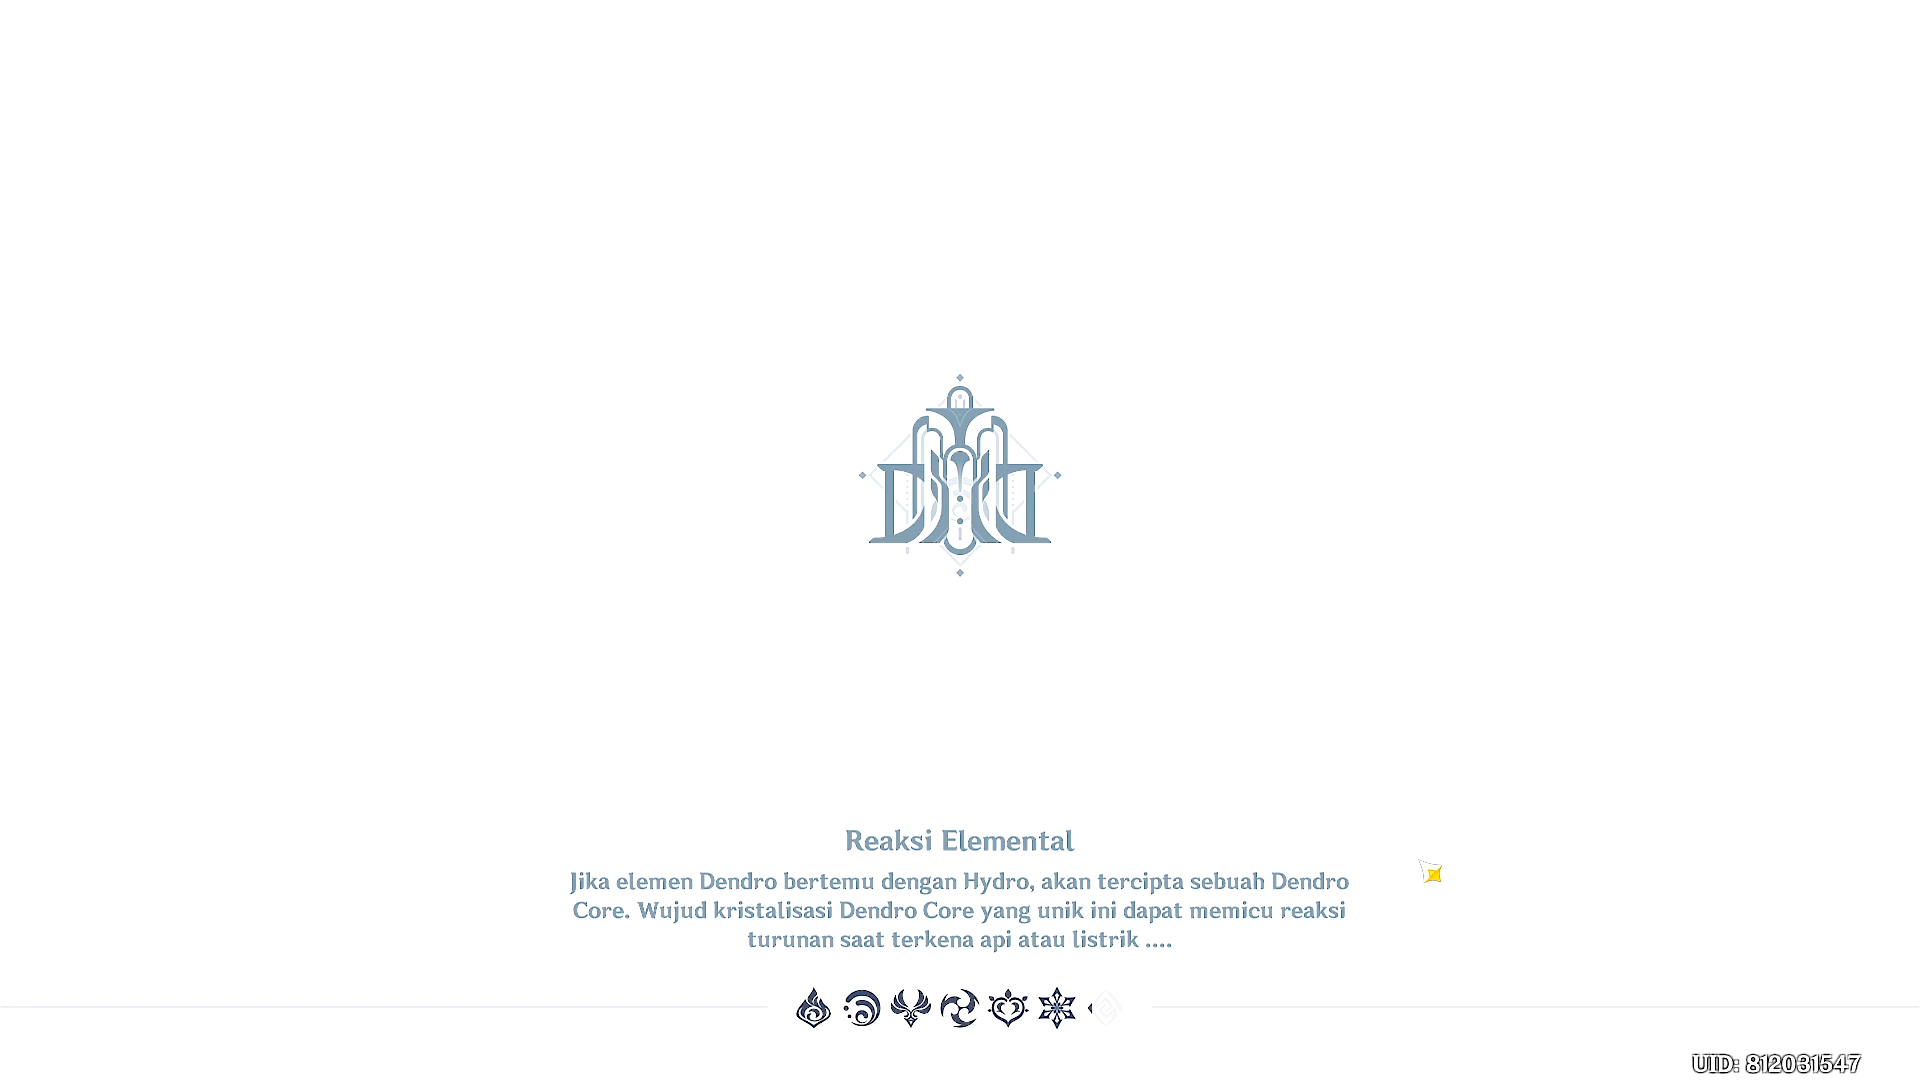 Reaksi Elemental
Jika elemen Dendro bertemu dengan Hydro, akan tercipta sebuah Dendro
Core. Wujud kristalisasi Dendro Core yang unik ini dapat memicu reaksi
turunan saat terkena api atau listrik ....
UID: 812031547